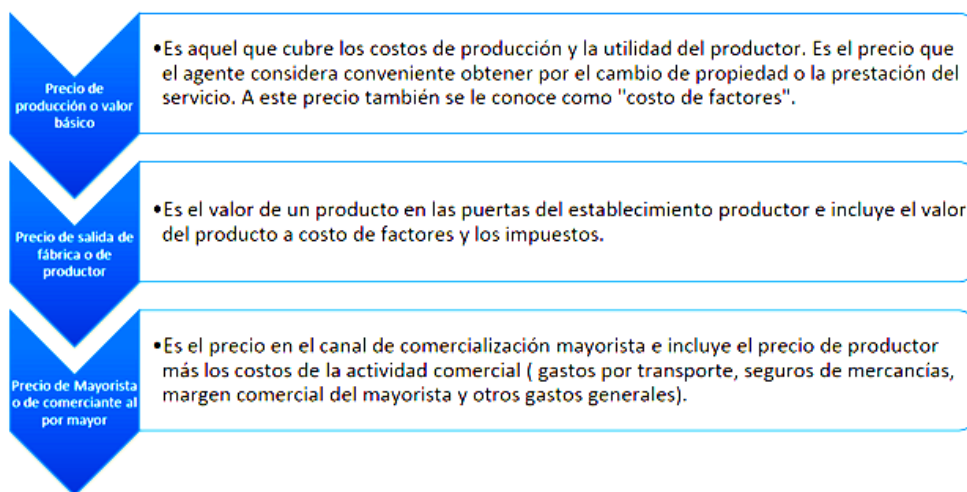 Precio de
producción o valor
básico
•Es aquel que cubre los costos de producción y la utilidad del productor. Es el precio que
el agente considera conveniente obtener por el cambio de propiedad o la prestación del
servicio. A este precio también se le conoce como "costo de factores".
Precio de salida de
fábrica o de
productor
•Es el valor de un producto en las puertas del establecimiento productor e incluye el valor
del producto a costo de factores y los impuestos.
Precio de Mayorista
o de comerciante al
por mayor
•Es el precio en el canal de comercialización mayorista e incluye el precio de productor
más los costos de la actividad comercial ( gastos por transporte, seguros de mercancías,
margen comercial del mayorista y otros gastos generales).